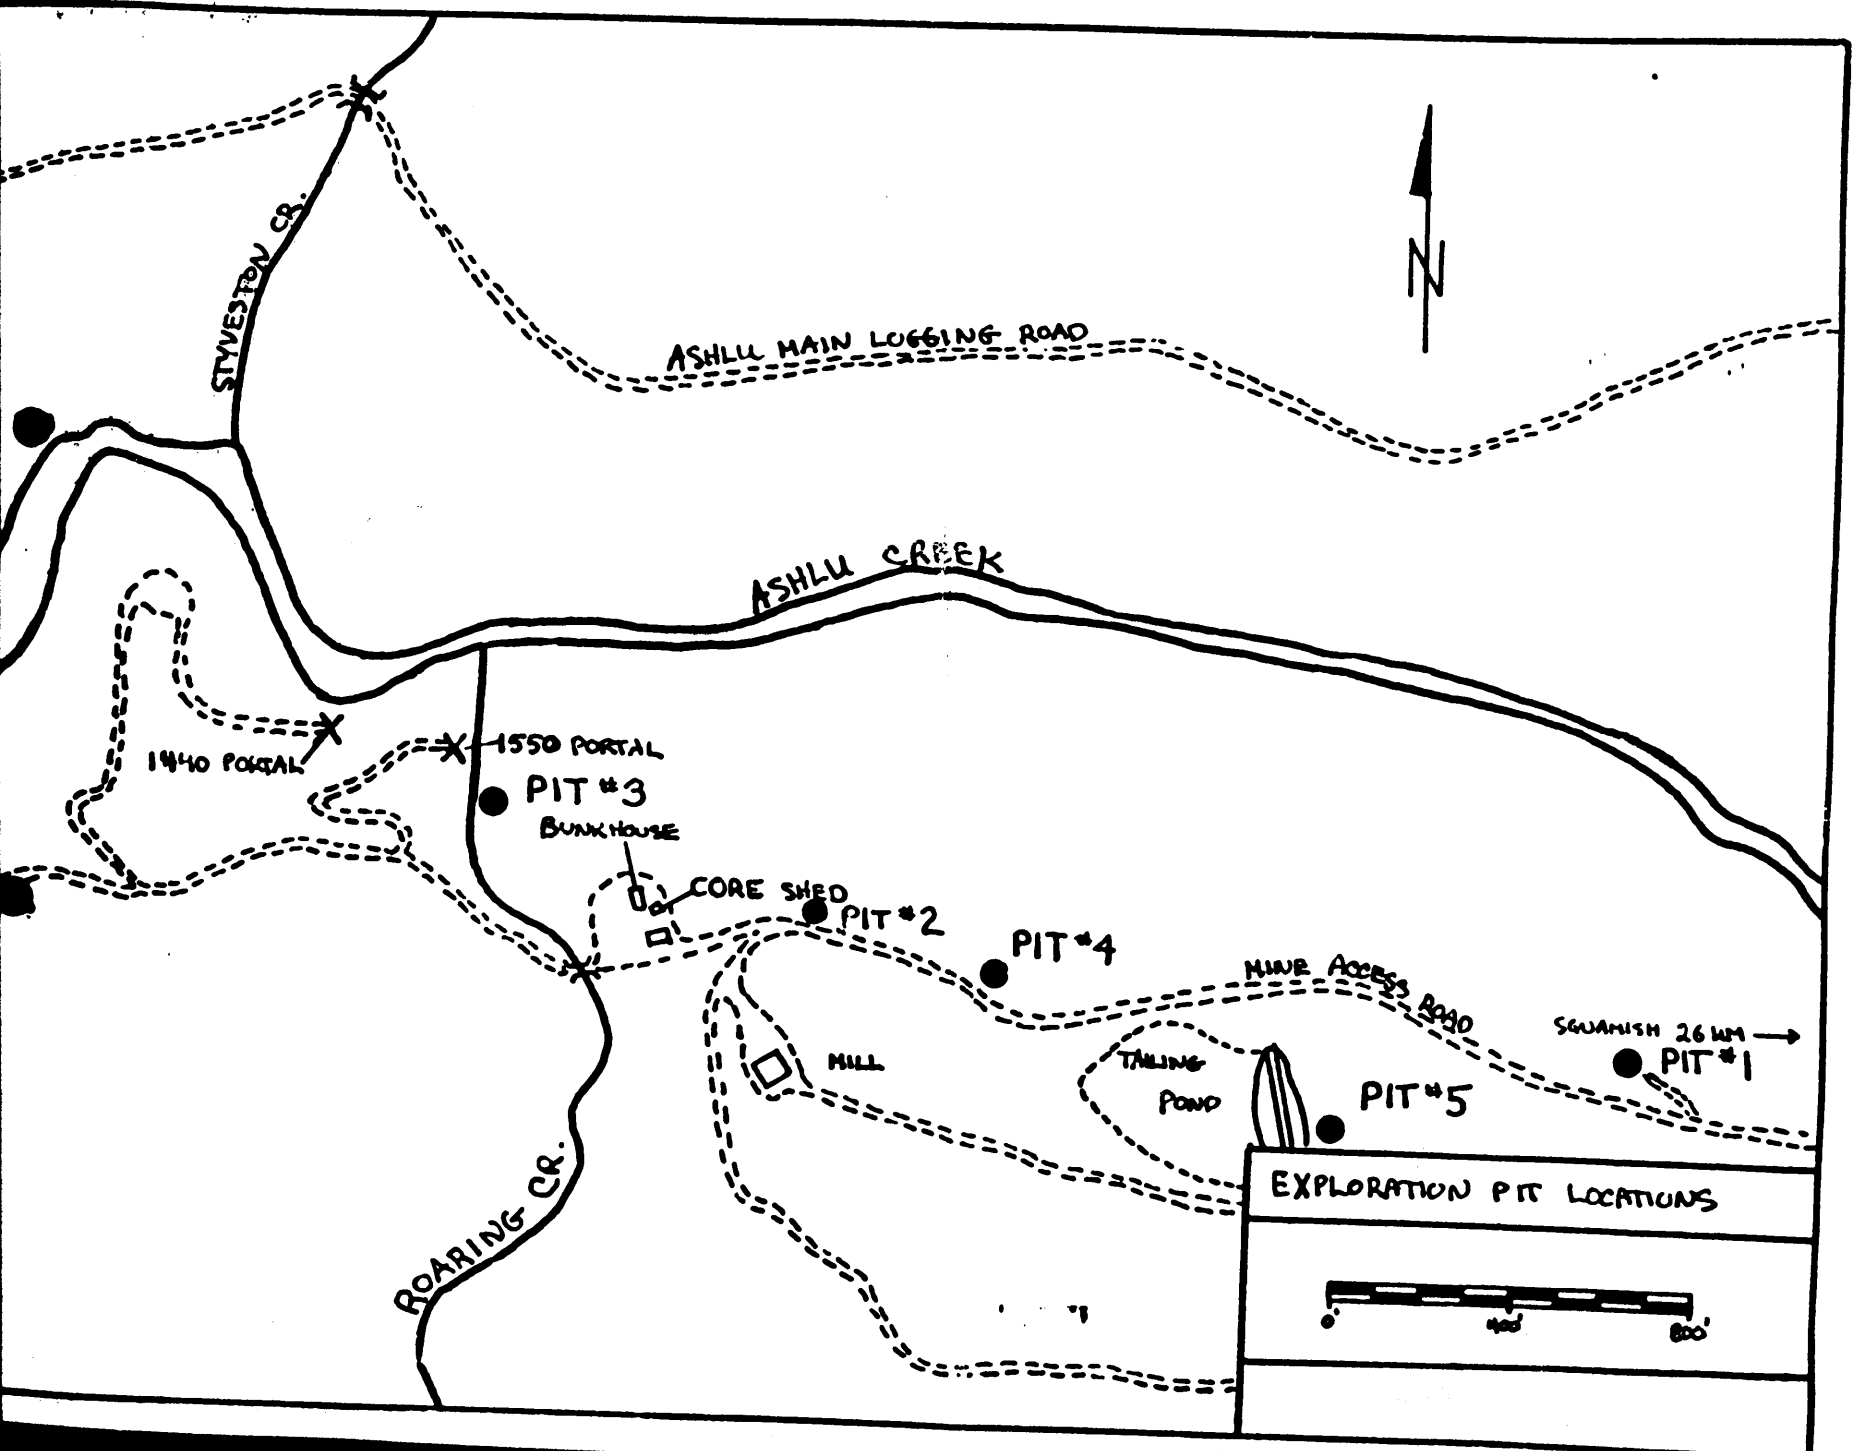 STYVESTON CR.
N
ASHLU MAIN LOGGING ROAD
ASHLU CREEK
1440 PORTAL
1550 PORTAL
PIT #3
BUNKHOUSE
CORE SHED
PIT #2
PIT #4
MINE ACCESS ROAD
SQUAMISH 26 KM
PIT #1
MILL
TAILING
POND
PIT #5
ROARING CR.
EXPLORATION PIT LOCATIONS
0' 400' 800'